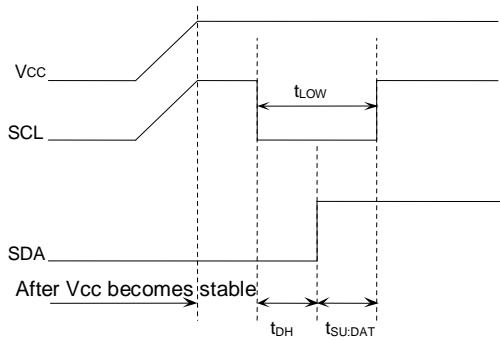 Vcc
tLOW
SCL
SDA
After Vcc becomes stable
tDH
tSU:DAT